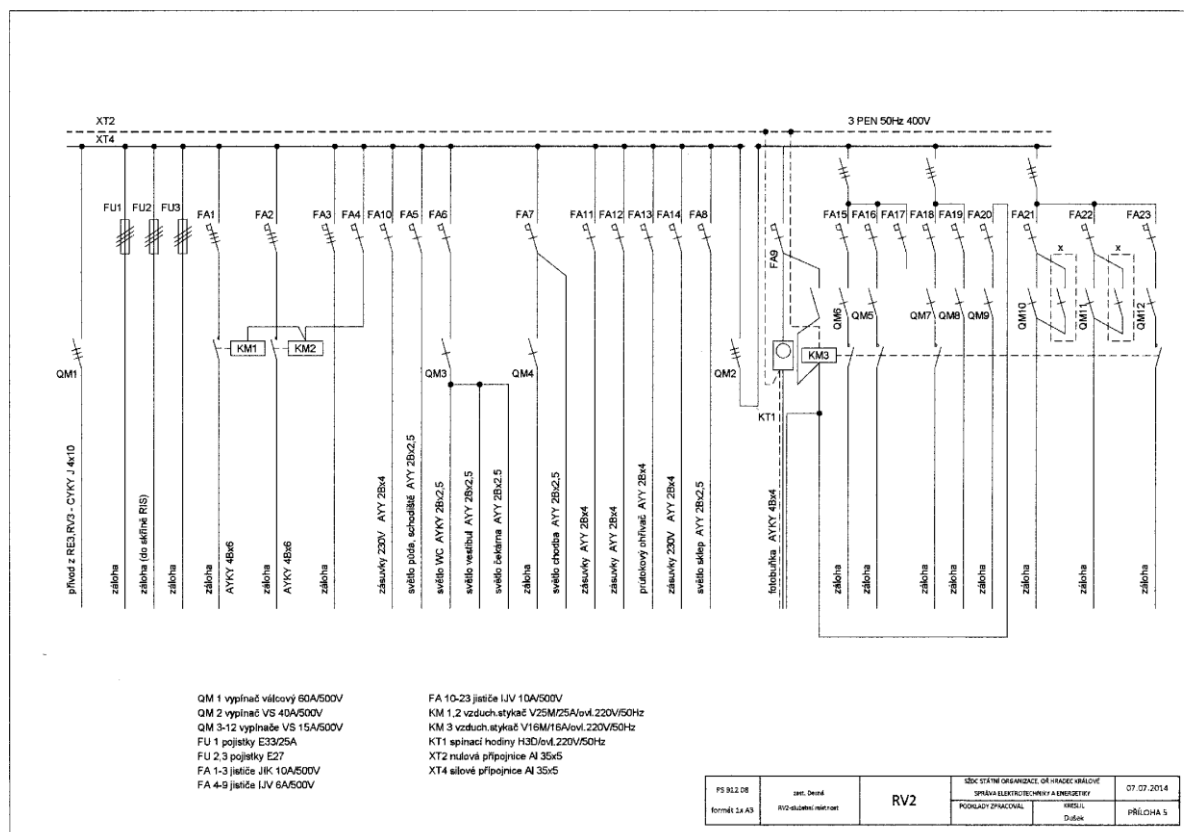 XT2
XT4
3 PEN 50Hz 400V
FU1
FU2
FU3
FA1
FA2
FA3
FA4
FA10
FA5
FA6
FA7
FA11
FA12
FA13
FA14
FA8
FA9
FA15
FA16
FA17
FA18
FA19
FA20
FA21
FA22
FA23
x
x
QM1
KM1
KM2
QM3
QM4
QM2
KT1
KM3
QM6
QM5
QM7
QM8
QM9
QM10
QM11
QM12
přívod z RE3,RV3 - CYKY J 4x10
záloha
záloha (do skříně RIS)
záloha
záloha
AYKY 4Bx6
záloha
AYKY 4Bx6
záloha
zásuvky 230V AYY 2Bx4
světlo půda, schodiště AYY 2Bx2,5
světlo WC AYKY 2Bx2,5
světlo vestibul AYY 2Bx2,5
světlo čekárna AYY 2Bx2,5
záloha
světlo chodba AYY 2Bx2,5
zásuvky AYY 2Bx4
zásuvky AYY 2Bx4
průtokový ohřívač AYY 2Bx4
zásuvky 230V AYY 2Bx4
světlo sklep AYY 2Bx2,5
fotobuňka AYKY 4Bx4
záloha
záloha
záloha
záloha
záloha
záloha
záloha
záloha
QM 1 vypínač válcový 60A/500V
QM 2 vypínač VS 40A/500V
QM 3-12 vypínače VS 15A/500V
FU 1 pojistky E33/25A
FU 2,3 pojistky E27
FA 1-3 jističe JIK 10A/500V
FA 4-9 jističe IJV 6A/500V
FA 10-23 jističe IJV 10A/500V
KM 1,2 vzduch.stykač V25M/25A/ovl.220V/50Hz
KM 3 vzduch.stykač V16M/16A/ovl.220V/50Hz
KT1 spínací hodiny H3D/ovl.220V/50Hz
XT2 nulová přípojnice Al 35x5
XT4 silové přípojnice Al 35x5
PS 912 08
formát 1x A3
zast. Desná
RV2-služební místnost
RV2
SŽDC STÁTNÍ ORGANIZACE, OŘ HRADEC KRÁLOVÉ
SPRÁVA ELEKTROTECHNIKY A ENERGETIKY
PODKLADY ZPRACOVAL
KRESLIL
Dušek
07.07.2014
PŘÍLOHA 5